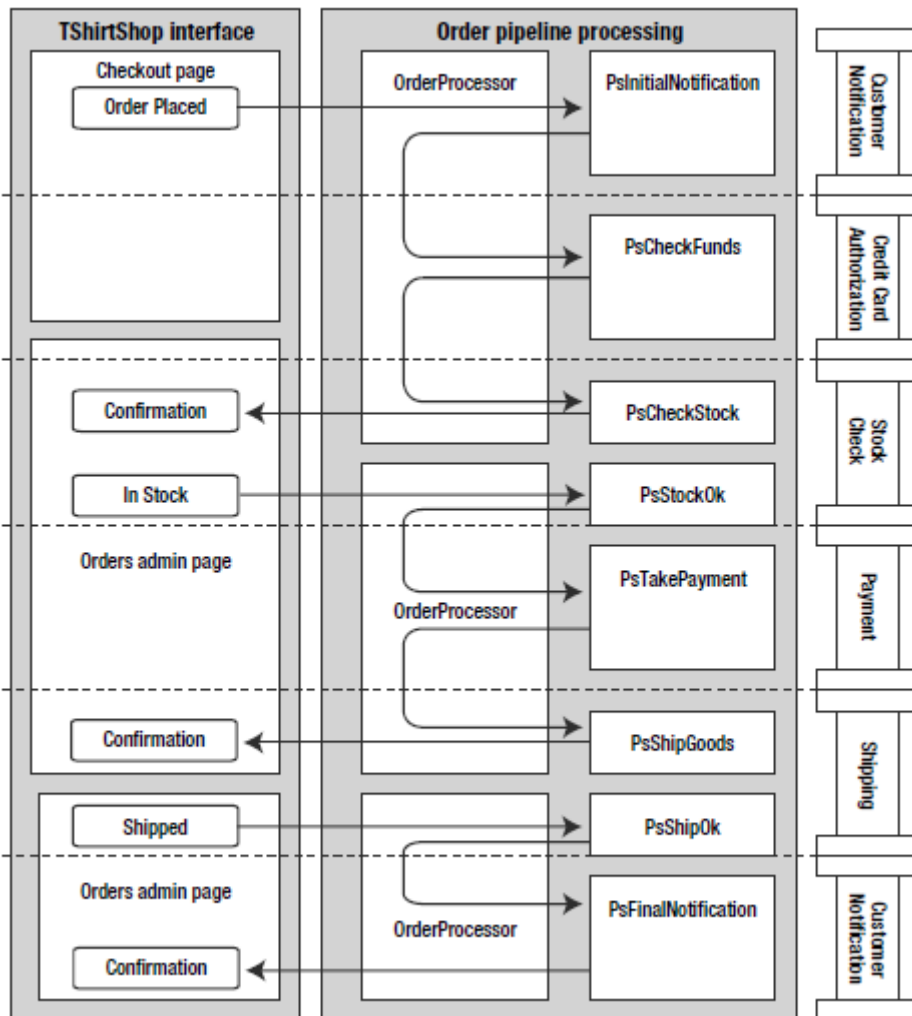 TShirtShop interface
Order pipeline processing
Checkout page
Order Placed
OrderProcessor
PsInitialNotification
Customer
Notification
PsCheckFunds
Credit Card
Authorization
Confirmation
PsCheckStock
Stock
Check
In Stock
PsStockOk
Orders admin page
PsTakePayment
OrderProcessor
Payment
Confirmation
PsShipGoods
Shipping
Shipped
PsShipOk
Orders admin page
PsFinalNotification
OrderProcessor
Customer
Notification
Confirmation